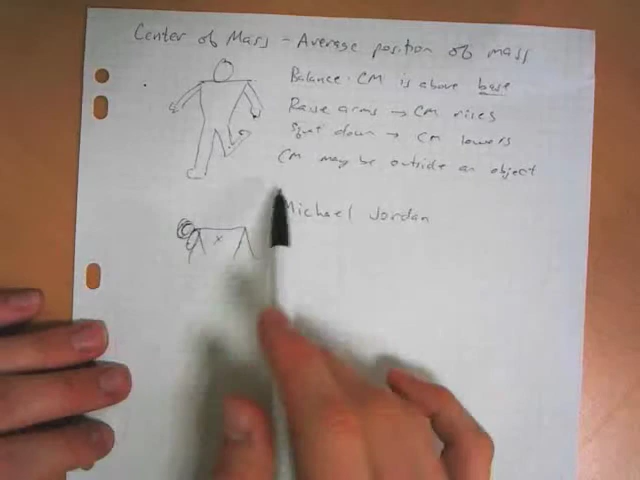 Center of Mass - Average position of mass
Balance: CM is above base
Raise arms → CM rises
Squat down → CM lowers
CM may be outside an object
Michael Jordan
x